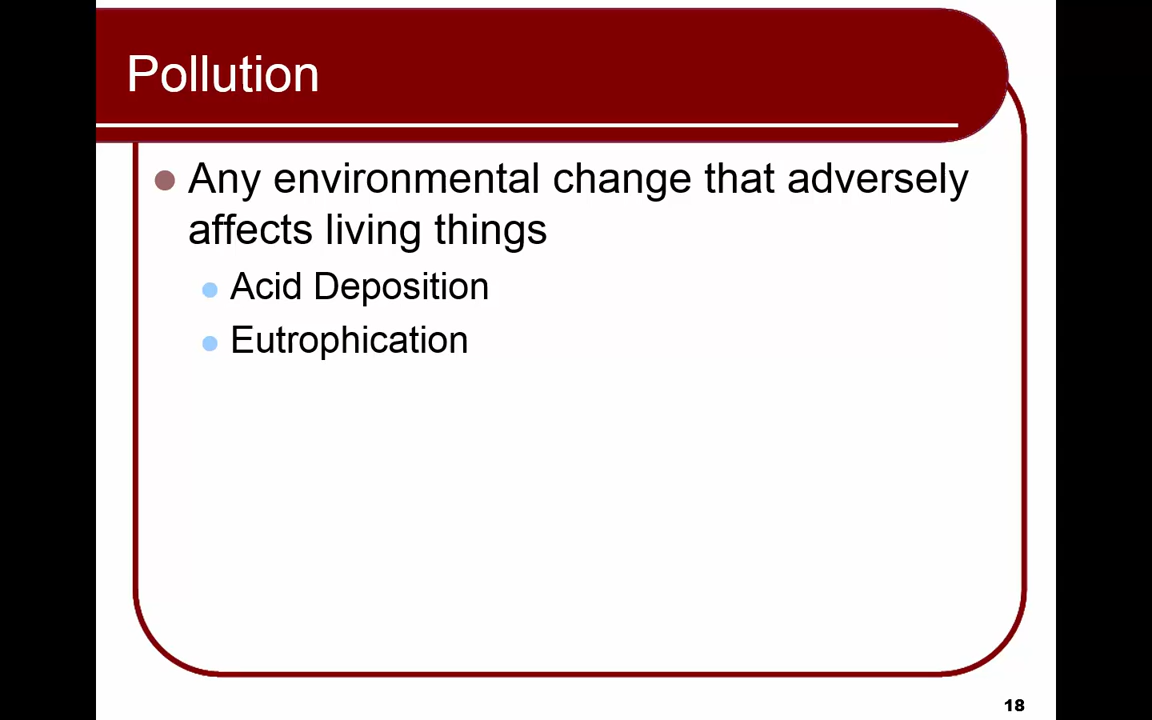 Pollution
Any environmental change that adversely
affects living things
Acid Deposition
Eutrophication
18